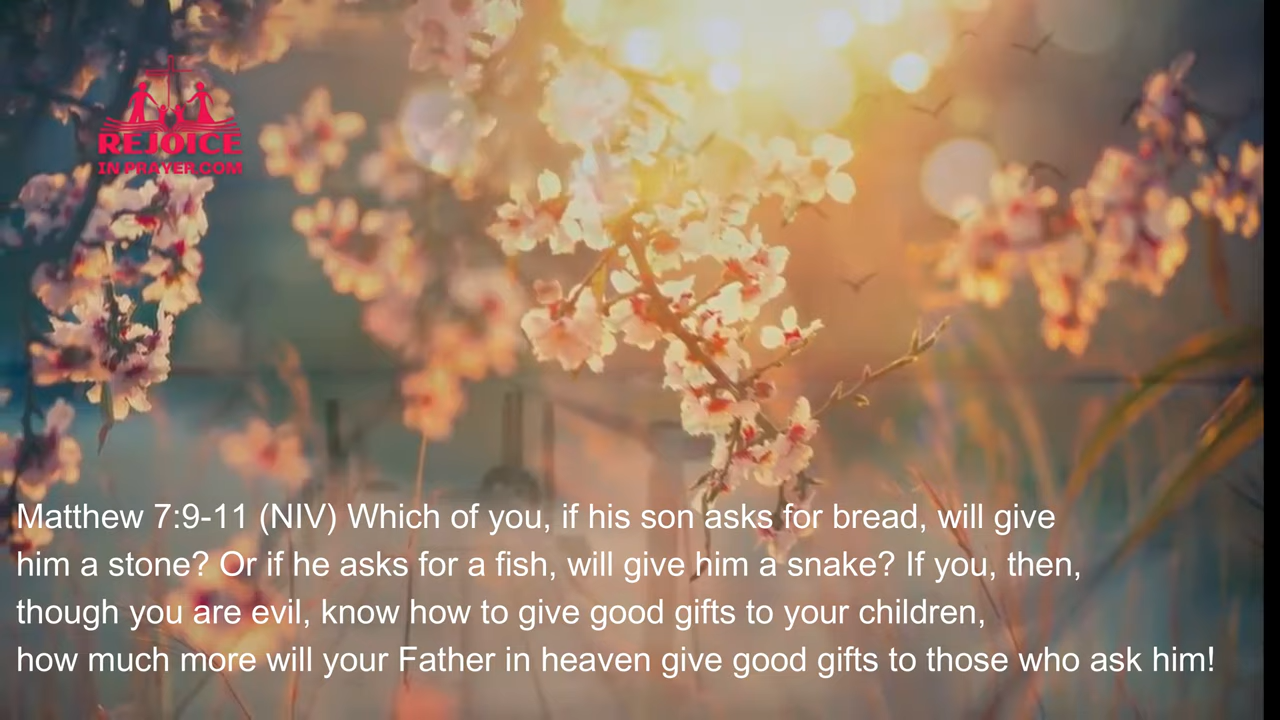 REJOICE
IN PRAYER.COM
Matthew 7:9-11 (NIV) Which of you, if his son asks for bread, will give
him a stone? Or if he asks for a fish, will give him a snake? If you, then,
though you are evil, know how to give good gifts to your children,
how much more will your Father in heaven give good gifts to those who ask him!